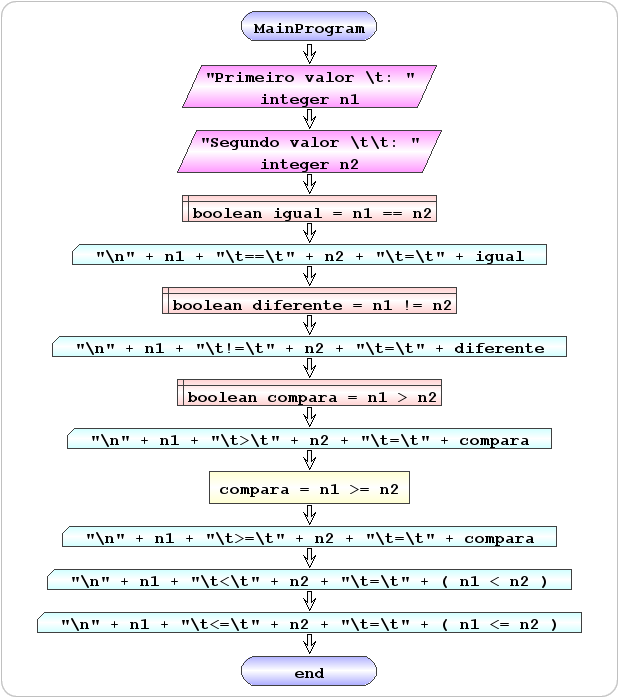 MainProgram
"Primeiro valor \t: "
integer n1
"Segundo valor \t\t: "
integer n2
boolean igual = n1 == n2
"\n" + n1 + "\t==\t" + n2 + "\t=\t" + igual
boolean diferente = n1 != n2
"\n" + n1 + "\t!=\t" + n2 + "\t=\t" + diferente
boolean compara = n1 > n2
"\n" + n1 + "\t>\t" + n2 + "\t=\t" + compara
compara = n1 >= n2
"\n" + n1 + "\t>=\t" + n2 + "\t=\t" + compara
"\n" + n1 + "\t<\t" + n2 + "\t=\t" + ( n1 < n2 )
"\n" + n1 + "\t<=\t" + n2 + "\t=\t" + ( n1 <= n2 )
end